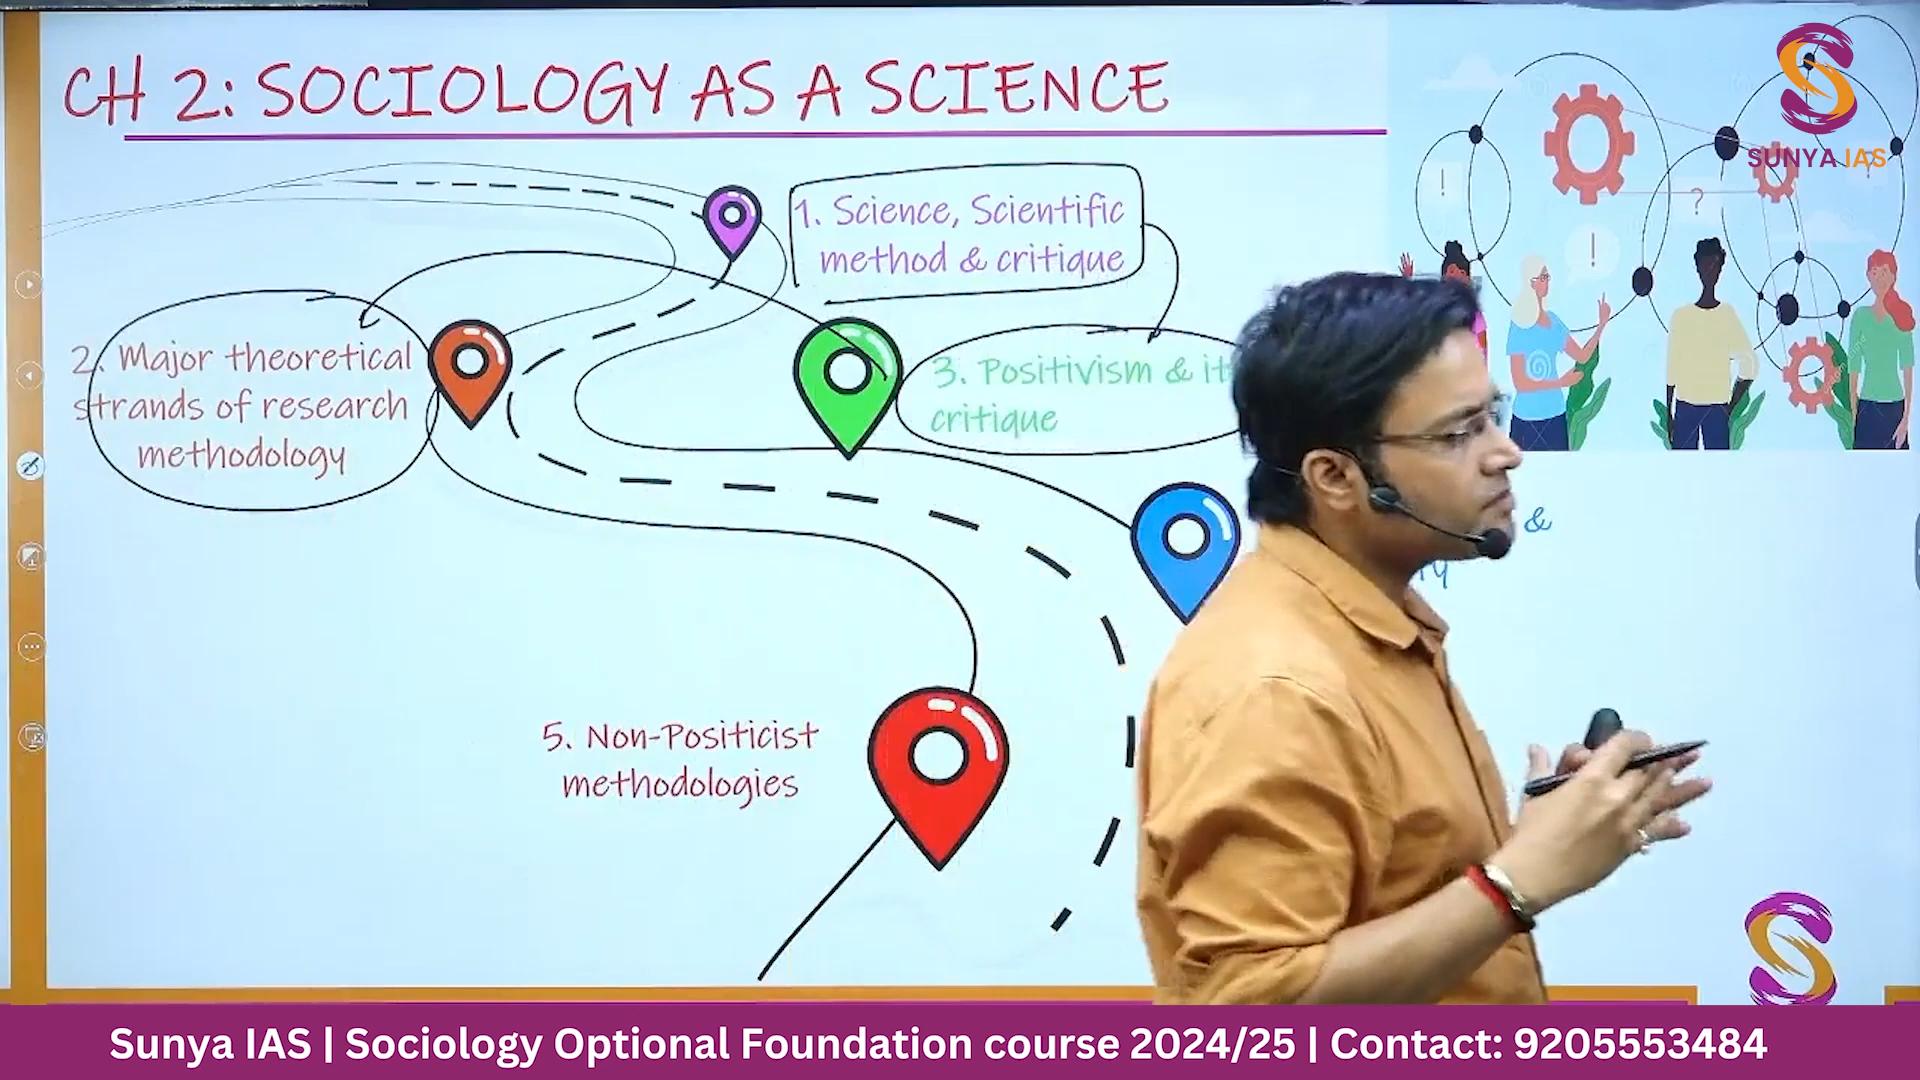 CH 2: SOCIOLOGY AS A SCIENCE
SUNYA IAS
1. Science, Scientific
method & critique
2. Major theoretical
strands of research
methodology
3. Positivism &
critique
&
5. Non-Positicist
methodologies
!
?
!
Sunya IAS | Sociology Optional Foundation course 2024/25 | Contact: 9205553484